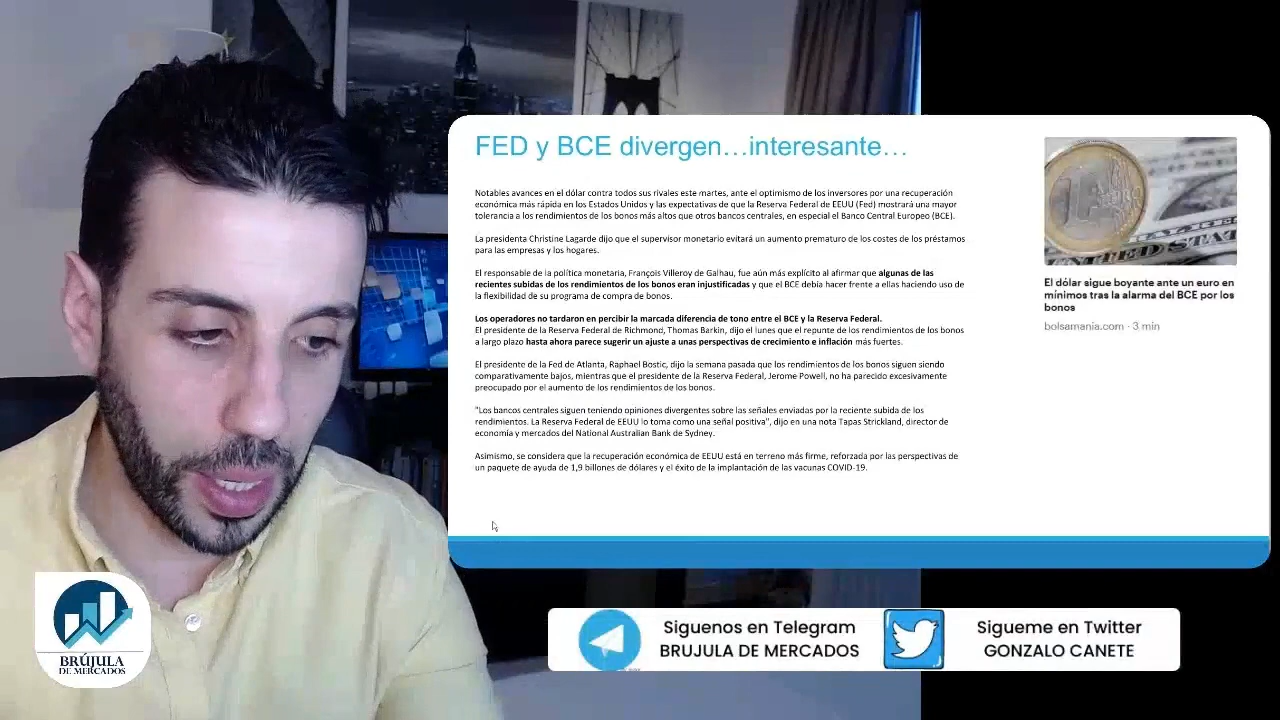 FED y BCE divergen…interesante…
Notables avances en el dólar contra todos sus rivales este martes, ante el optimismo de los inversores por una recuperación
económica más rápida en los Estados Unidos y las expectativas de que la Reserva Federal de EEUU (Fed) mostrará una mayor
tolerancia a los rendimientos de los bonos más altos que otros bancos centrales, en especial el Banco Central Europeo (BCE).
La presidenta Christine Lagarde dijo que el supervisor monetario evitará un aumento prematuro de los costes de los préstamos
para las empresas y los hogares.
El responsable de la política monetaria, François Villeroy de Galhau, fue aún más explícito al afirmar que algunas de las
recientes subidas de los rendimientos de los bonos eran injustificadas y que el BCE debía hacer frente a ellas haciendo uso de
la flexibilidad de su programa de compra de bonos.
Los operadores no tardaron en percibir la marcada diferencia de tono entre el BCE y la Reserva Federal.
El presidente de la Reserva Federal de Richmond, Thomas Barkin, dijo el lunes que el repunte de los rendimientos de los bonos
a largo plazo hasta ahora parece sugerir un ajuste a unas perspectivas de crecimiento e inflación más fuertes.
El presidente de la Fed de Atlanta, Raphael Bostic, dijo la semana pasada que los rendimientos de los bonos siguen siendo
comparativamente bajos, mientras que el presidente de la Reserva Federal, Jerome Powell, no ha parecido excesivamente
preocupado por el aumento de los rendimientos de los bonos.
"Los bancos centrales siguen teniendo opiniones divergentes sobre las señales enviadas por la reciente subida de los
rendimientos. La Reserva Federal de EEUU lo toma como una señal positiva", dijo en una nota Tapas Strickland, director de
economía y mercados del National Australian Bank de Sydney.
Asimismo, se considera que la recuperación económica de EEUU está en terreno más firme, reforzada por las perspectivas de
un paquete de ayuda de 1,9 billones de dólares y el éxito de la implantación de las vacunas COVID-19.
El dólar sigue boyante ante un euro en
mínimos tras la alarma del BCE por los
bonos
bolsamania.com · 3 min
BRÚJULA
DE MERCADOS
Siguenos en Telegram
BRUJULA DE MERCADOS
Sigueme en Twitter
GONZALO CANETE